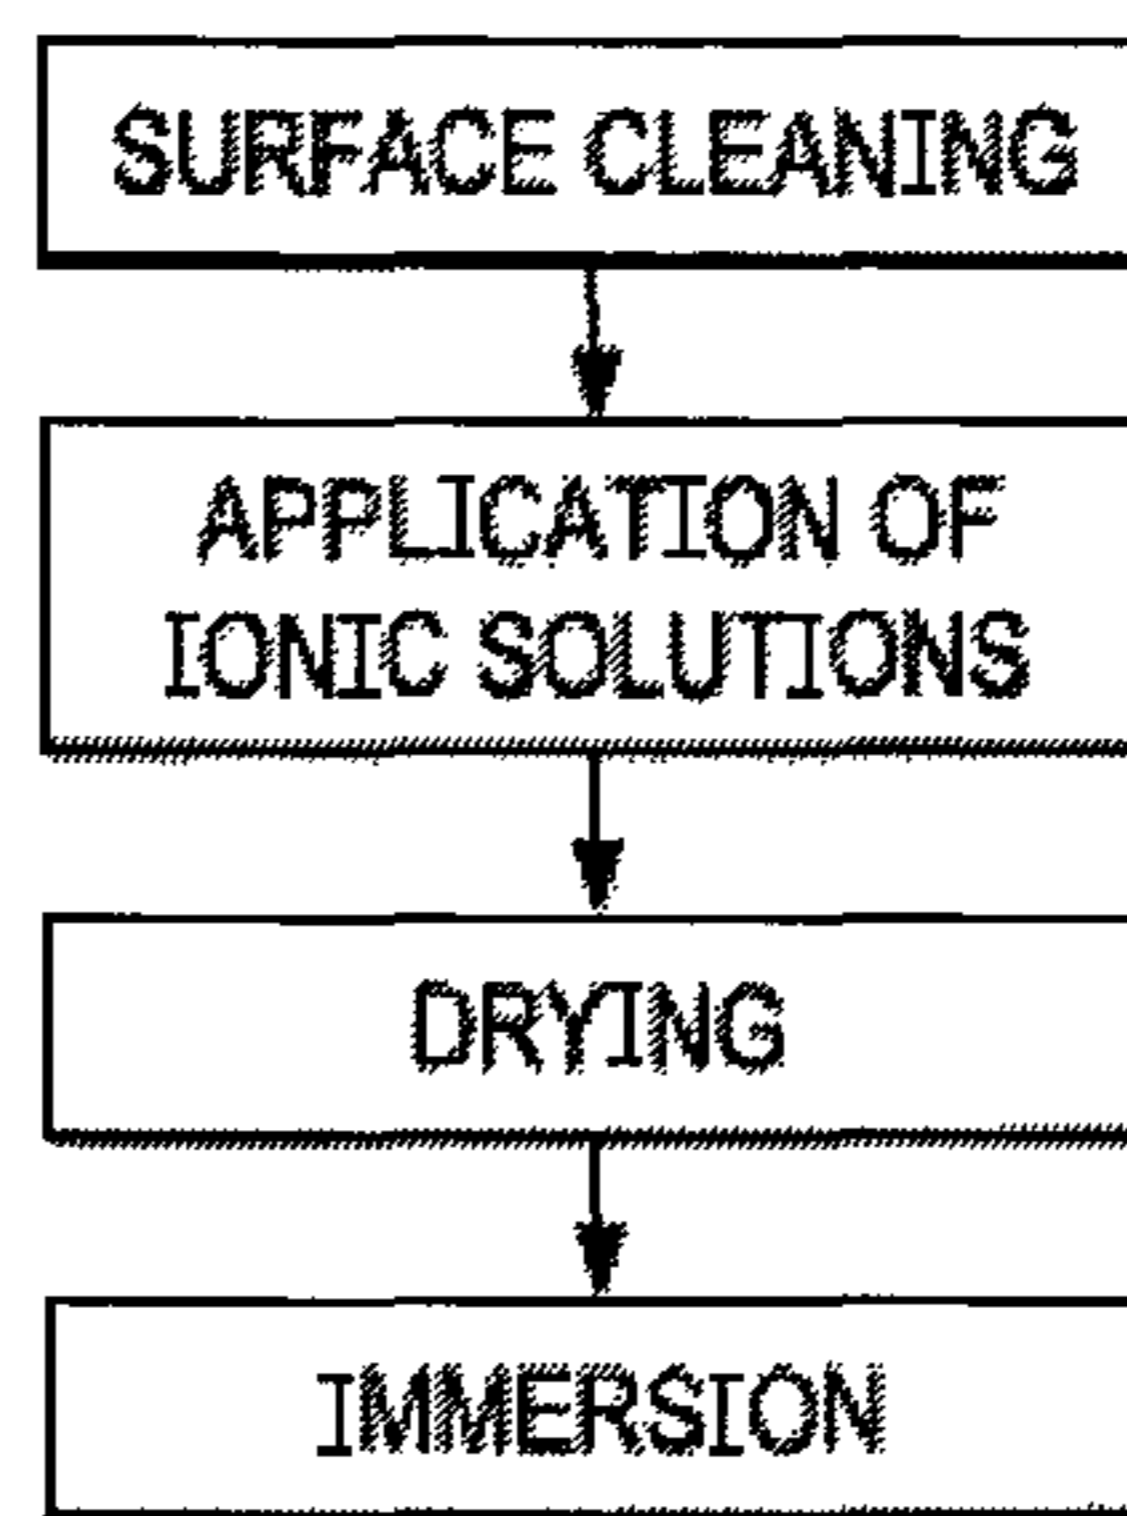 SURFACE CLEANING
APPLICATION OF
IONIC SOLUTIONS
DRYING
IMMERSION